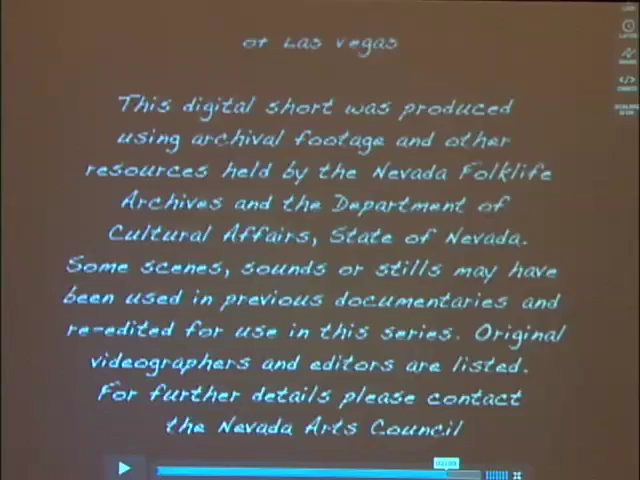 of Las Vegas
This digital short was produced
using archival footage and other
resources held by the Nevada Folklife
Archives and the Department of
Cultural Affairs, State of Nevada.
Some scenes, sounds or stills may have
been used in previous documentaries and
re-edited for use in this series. Original
videographers and editors are listed.
For further details please contact
the Nevada Arts Council